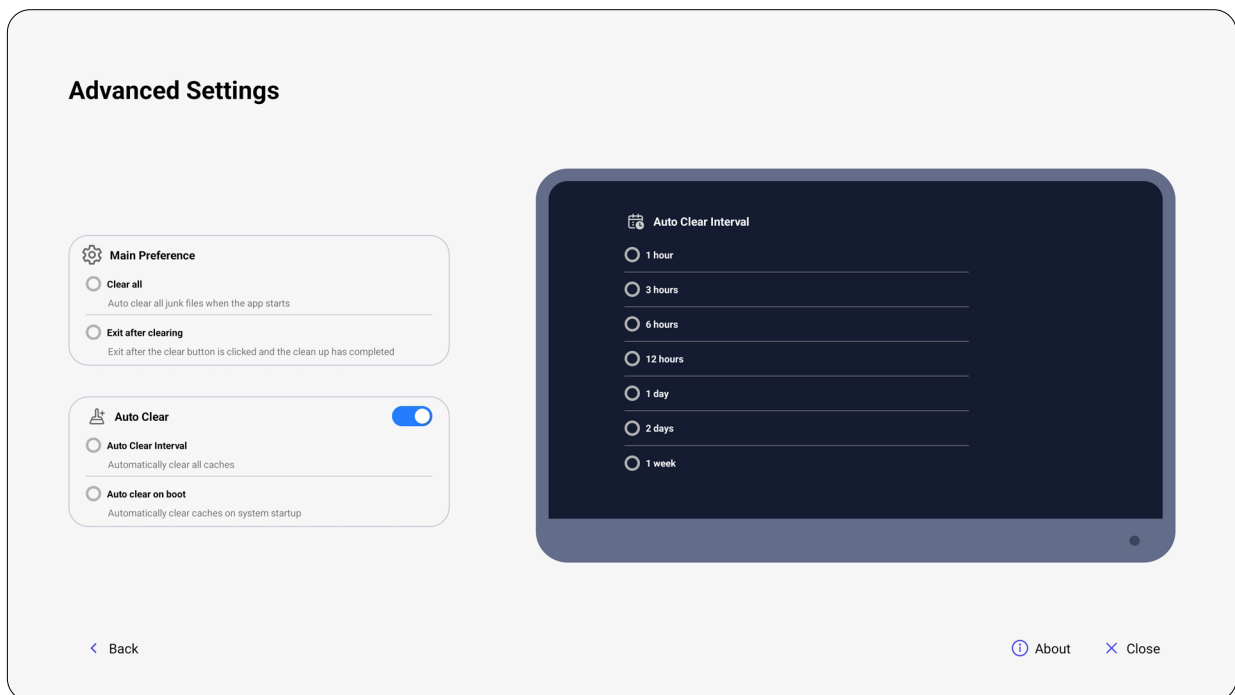 Advanced Settings
Main Preference
Clear all
Auto clear all junk files when the app starts
Exit after clearing
Exit after the clear button is clicked and the clean up has completed
Auto Clear
Auto Clear Interval
Automatically clear all caches
Auto clear on boot
Automatically clear caches on system startup
Auto Clear Interval
1 hour
3 hours
6 hours
12 hours
1 day
2 days
1 week
Back
About
Close